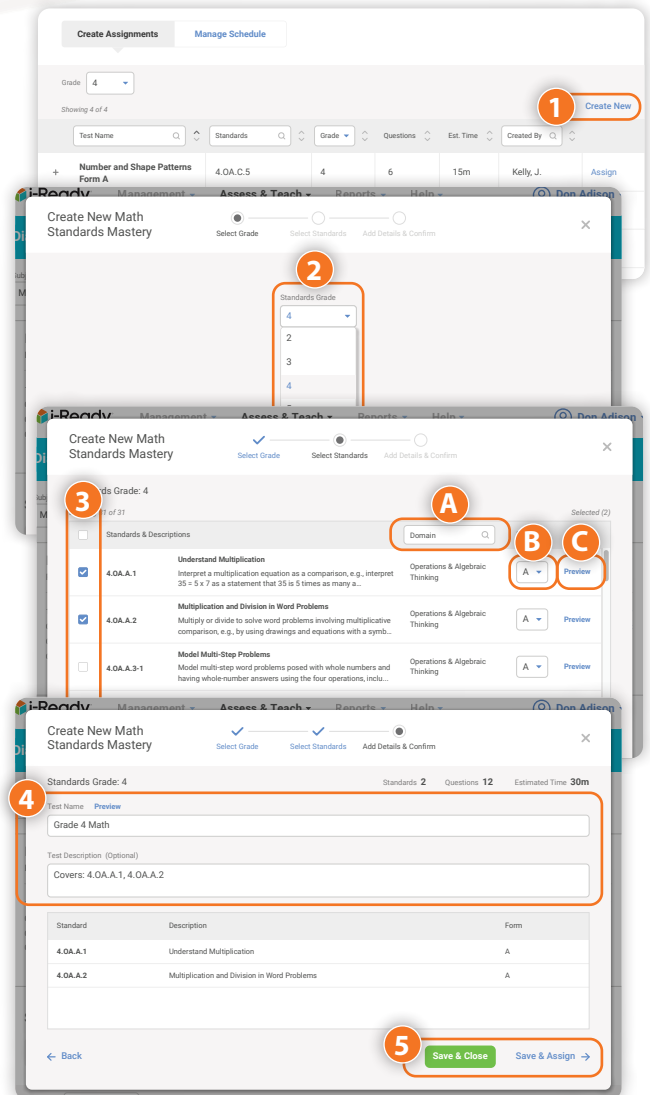 Create Assignments Manage Schedule
Grade 4
Showing 4 of 4
1 Create New
Test Name Standards Grade Questions Est. Time Created By
+ Number and Shape Patterns Form A 4.OA.C.5 4 6 15m Kelly, J. Assign
i-Ready Management Assess & Teach Reports Help Don Adison
Create New Math
Standards Mastery
Select Grade Select Standards Add Details & Confirm
2
Standards Grade
4
2
3
4
i-Ready Management Assess & Teach Reports Help Don Adison
Create New Math
Standards Mastery
Select Grade Select Standards Add Details & Confirm
3
ds Grade: 4
1 of 31
A
Selected (2)
Standards & Descriptions Domain
B C
4.OA.A.1
Understand Multiplication
Interpret a multiplication equation as a comparison, e.g., interpret
35 = 5 x 7 as a statement that 35 is 5 times as many a...
Operations & Algebraic
Thinking
A Preview
4.OA.A.2
Multiplication and Division in Word Problems
Multiply or divide to solve word problems involving multiplicative
comparison, e.g., by using drawings and equations with a symb...
Operations & Algebraic
Thinking
A Preview
4.OA.A.3-1
Model Multi-Step Problems
Model multi-step word problems posed with whole numbers and
having whole-number answers using the four operations, inclu...
Operations & Algebraic
Thinking
A Preview
i-Ready Management Assess & Teach Reports Help Don Adison
Create New Math
Standards Mastery
Select Grade Select Standards Add Details & Confirm
Standards Grade: 4 Standards 2 Questions 12 Estimated Time 30m
4
Test Name Preview
Grade 4 Math
Test Description (Optional)
Covers: 4.OA.A.1, 4.OA.A.2
Standard Description Form
4.OA.A.1 Understand Multiplication A
4.OA.A.2 Multiplication and Division in Word Problems A
5
← Back Save & Close Save & Assign →